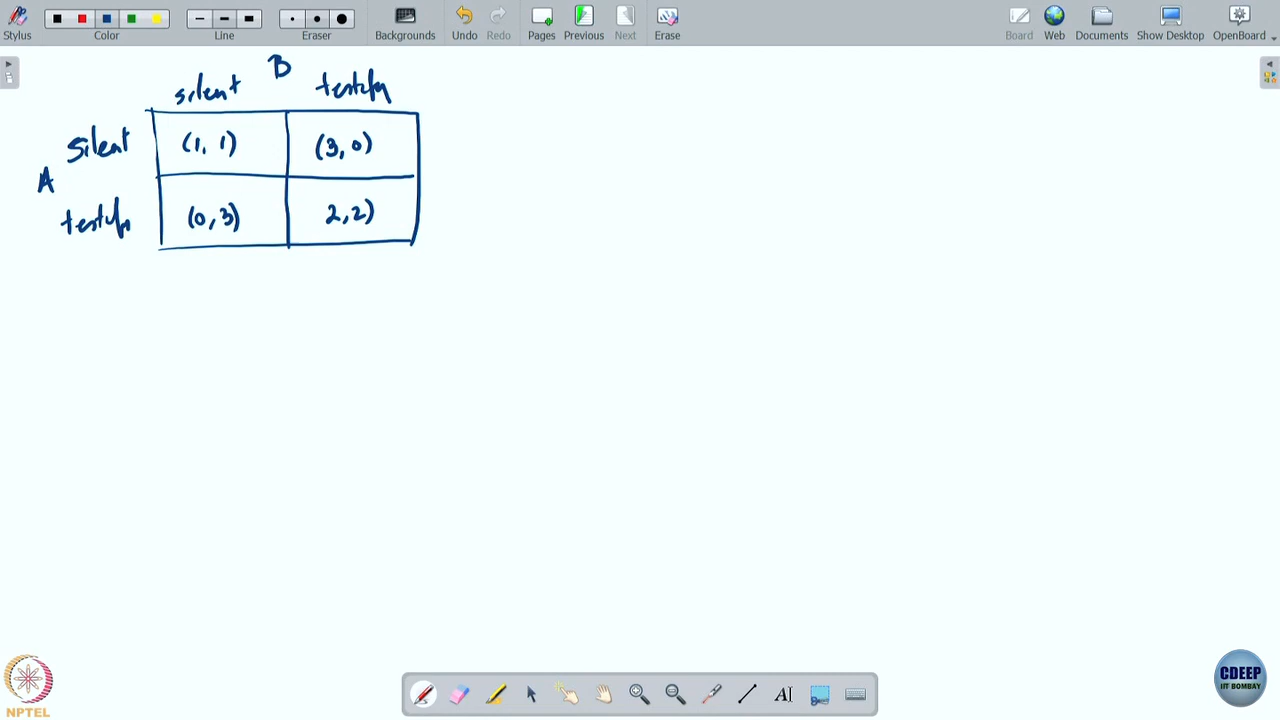 Stylus Color Line Eraser Backgrounds Undo Redo Pages Previous Next Erase Board Web Documents Show Desktop OpenBoard
B
silent testify
silent (1, 1) (3, 0)
A
testify (0, 3) 2, 2)
A
NPTEL
CDEEP
IIT BOMBAY